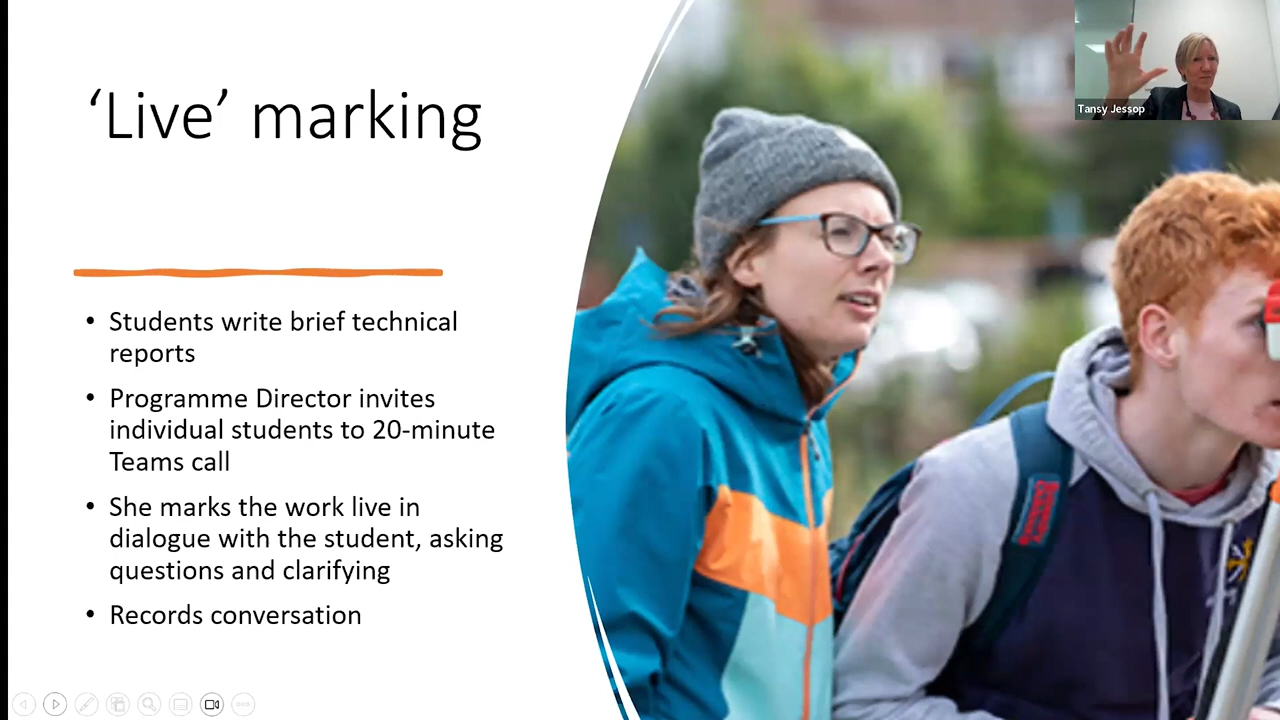 ‘Live’ marking
Tansy Jessop
• Students write brief technical
reports
• Programme Director invites
individual students to 20-minute
Teams call
• She marks the work live in
dialogue with the student, asking
questions and clarifying
• Records conversation